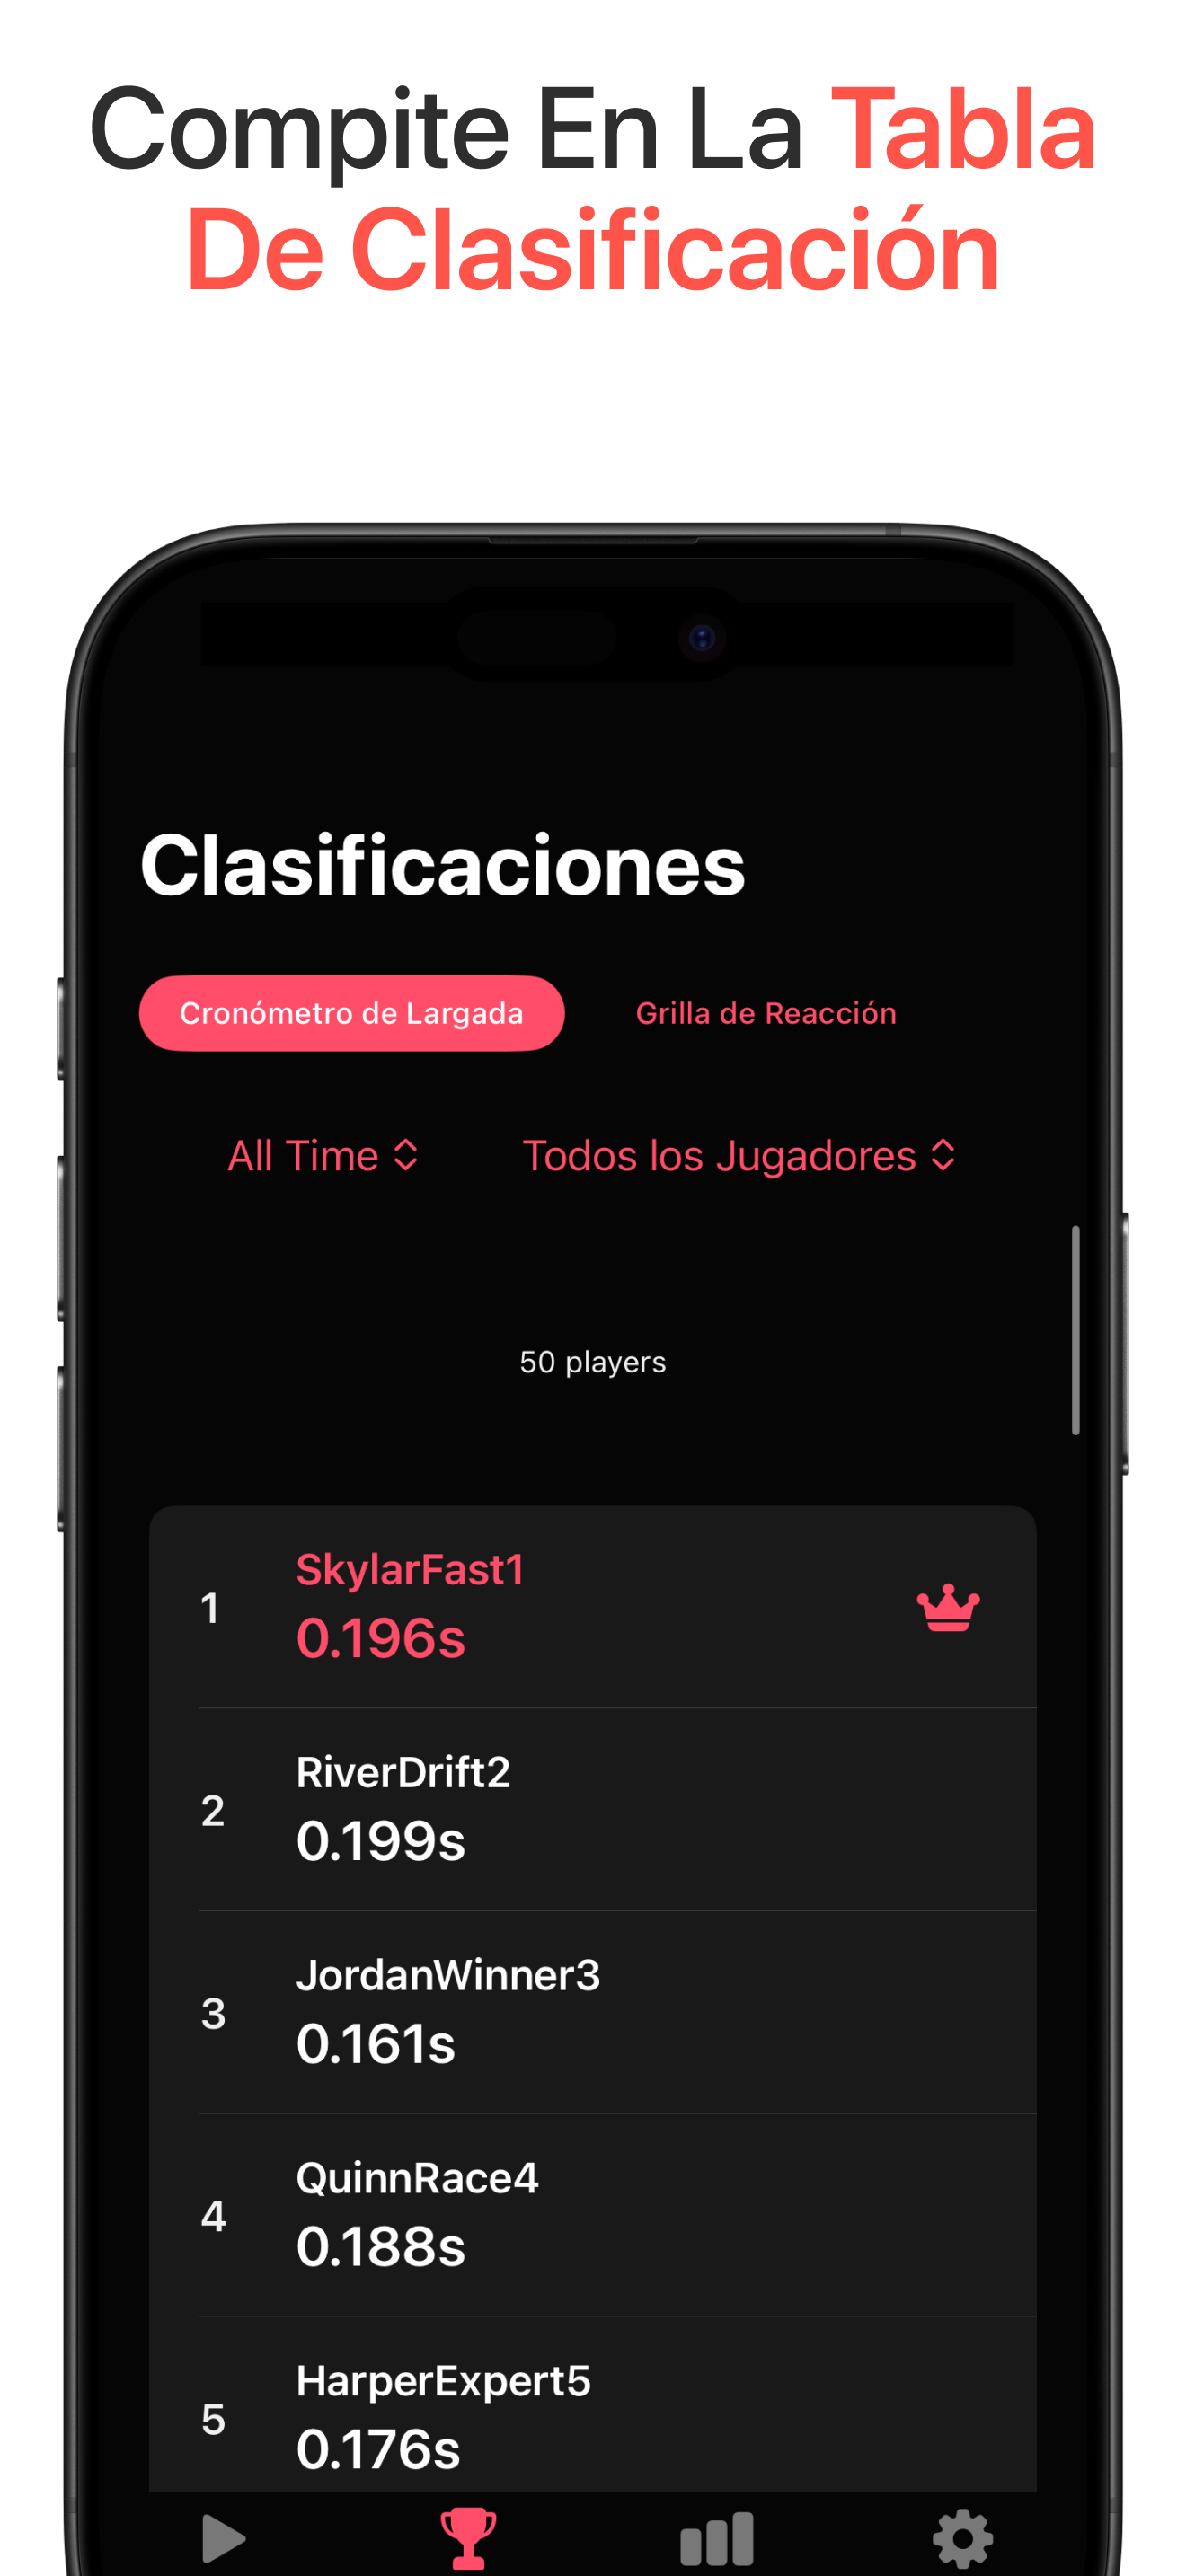 Compite En La Tabla
De Clasificación
Clasificaciones
Cronómetro de Largada
Grilla de Reacción
All Time
Todos los Jugadores
50 players
1
SkylarFast1
0.196s
2
RiverDrift2
0.199s
3
JordanWinner3
0.161s
4
QuinnRace4
0.188s
5
HarperExpert5
0.176s